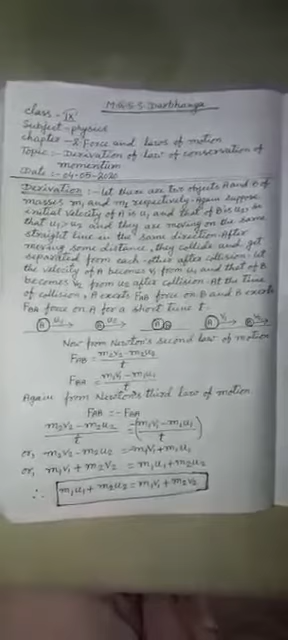 M.G.S.S. Darbhanga
class - IX
Subject - physics
chapter - 8 Force and laws of motion
Topic :- Derivation of law of conservation of
momentum
Date :- 04-05-2020
Derivation :- let there are two objects A and B of
masses m₁ and m₂ respectively. Again suppose
initial velocity of A is u₁ and that of B is u₂, so
that u₁ > u₂ and they are moving on the same
straight line in the same direction. After
moving some distance, they collide and get
separated from each other after collision. let
the velocity of A becomes v₁ from u₁ and that of B
becomes v₂ from u₂ after collision. At the time
of collision, A exerts FAB force on B and B exerts
FBA force on A for a short time t.
A u₁ B u₂ A B A v₁ B v₂
Now from Newton's second law of motion
FAB = m₂v₂ - m₂u₂ / t
FBA = m₁v₁ - m₁u₁ / t
Again from Newton's third law of motion
FAB = - FBA
m₂v₂ - m₂u₂ / t = -(m₁v₁ - m₁u₁ / t)
or, m₂v₂ - m₂u₂ = -m₁v₁ + m₁u₁
or, m₁v₁ + m₂v₂ = m₁u₁ + m₂u₂
∴ m₁u₁ + m₂u₂ = m₁v₁ + m₂v₂